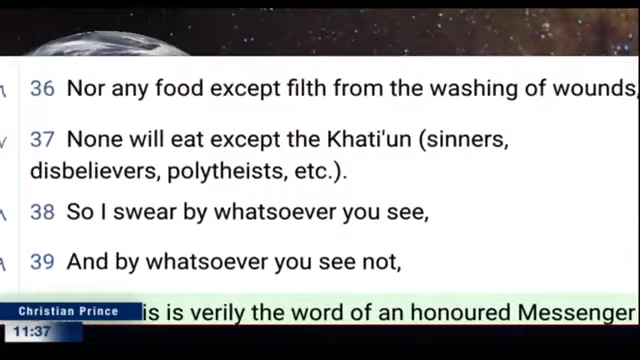 36 Nor any food except filth from the washing of wounds,
37 None will eat except the Khati'un (sinners,
disbelievers, polytheists, etc.).
38 So I swear by whatsoever you see,
39 And by whatsoever you see not,
is is verily the word of an honoured Messenger
Christian Prince
11:37